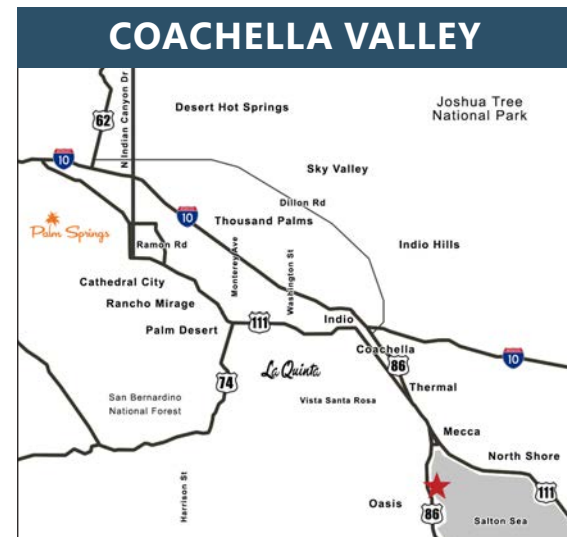 COACHELLA VALLEY
N Indian Canyon Dr
Desert Hot Springs
Joshua Tree
National Park
62
10
Sky Valley
Dillon Rd
10
Thousand Palms
Palm Springs
Ramon Rd
Monterey Ave
Washington St
Indio Hills
Cathedral City
Rancho Mirage
Palm Desert
111
Indio
Coachella
86
10
La Quinta
74
Thermal
San Bernardino
National Forest
Vista Santa Rosa
Mecca
North Shore
Harrison St
Oasis
86
111
Salton Sea